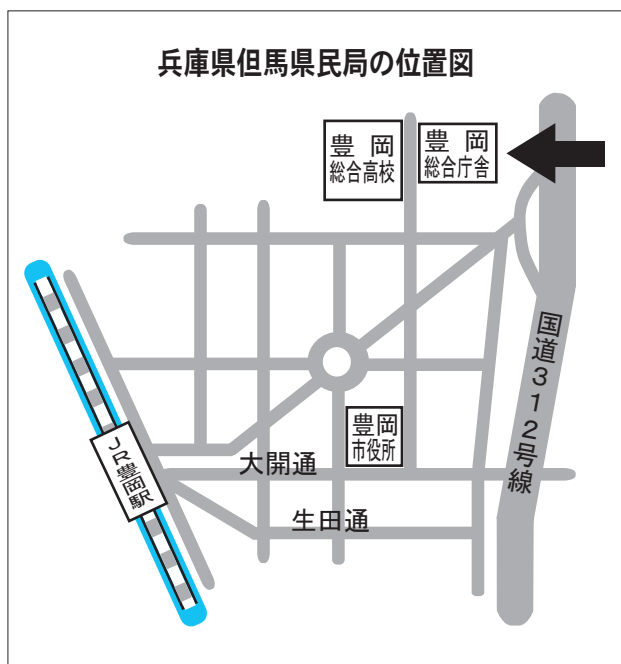 兵庫県但馬県民局の位置図
豊岡
総合高校
豊岡
総合庁舎
国道312号線
豊岡
市役所
大開通
JR豊岡駅
生田通